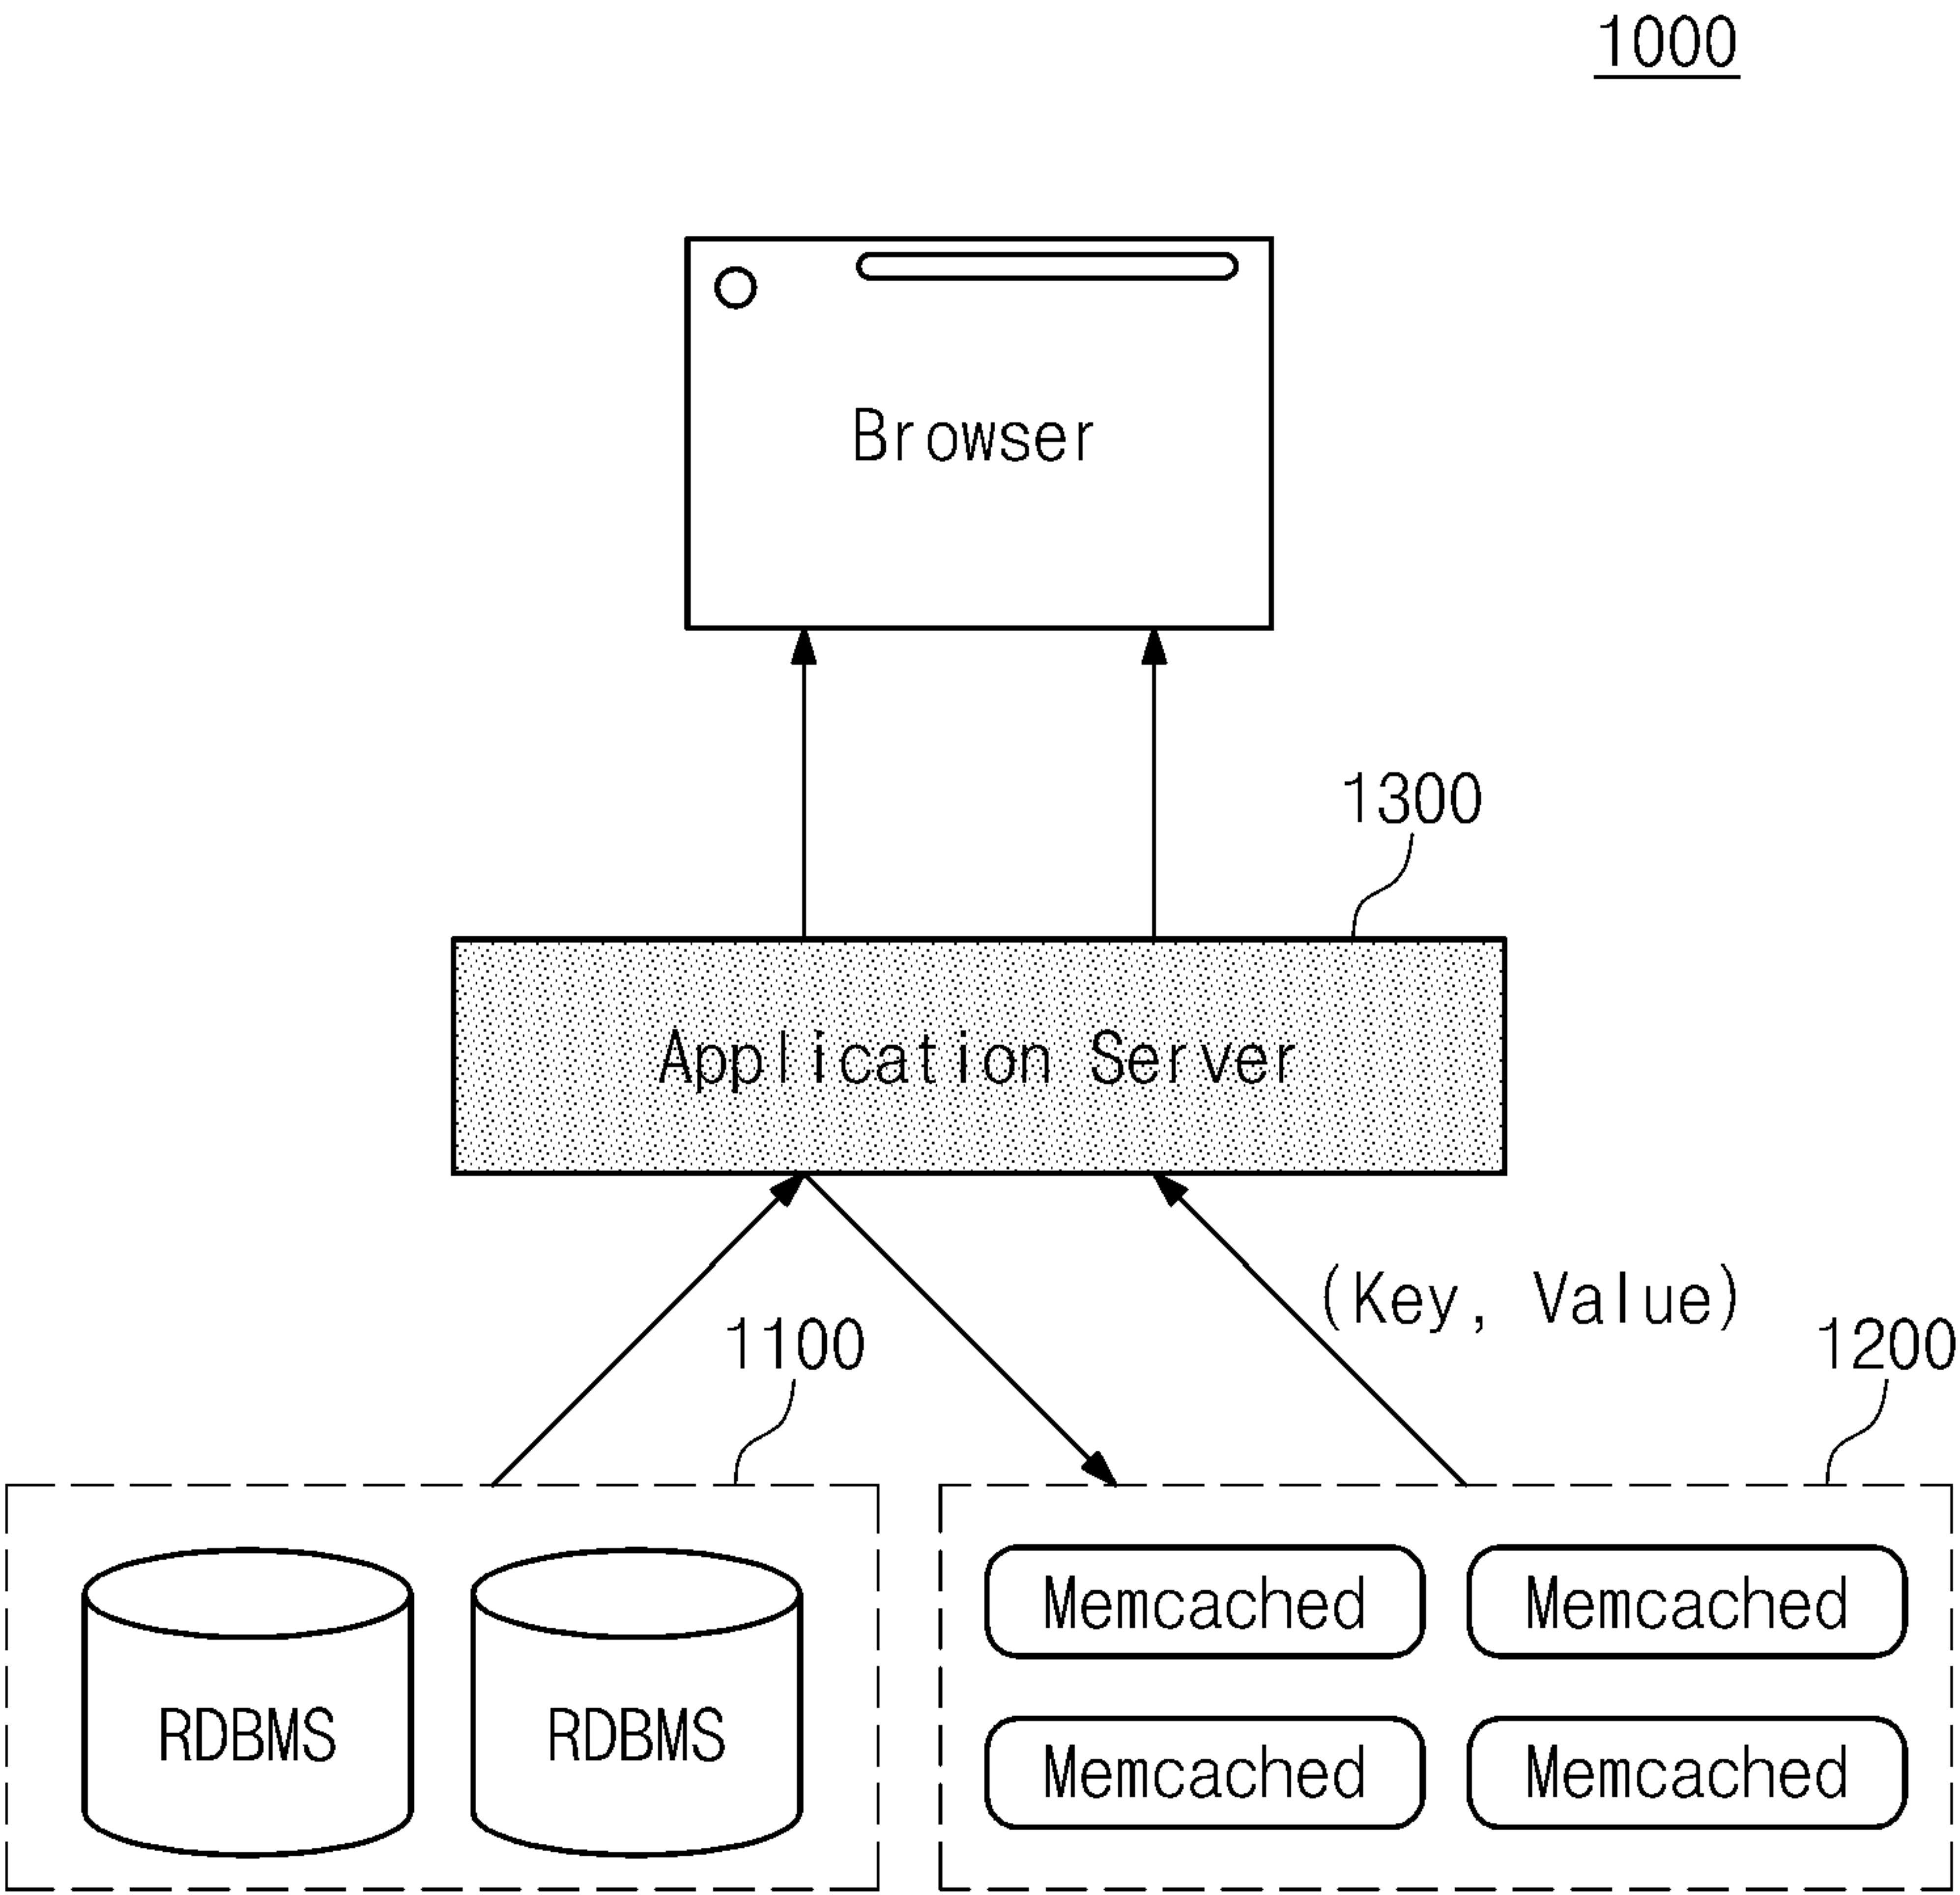 1000
Browser
1300
Application Server
(Key, Value)
1100
1200
RDBMS
RDBMS
Memcached
Memcached
Memcached
Memcached